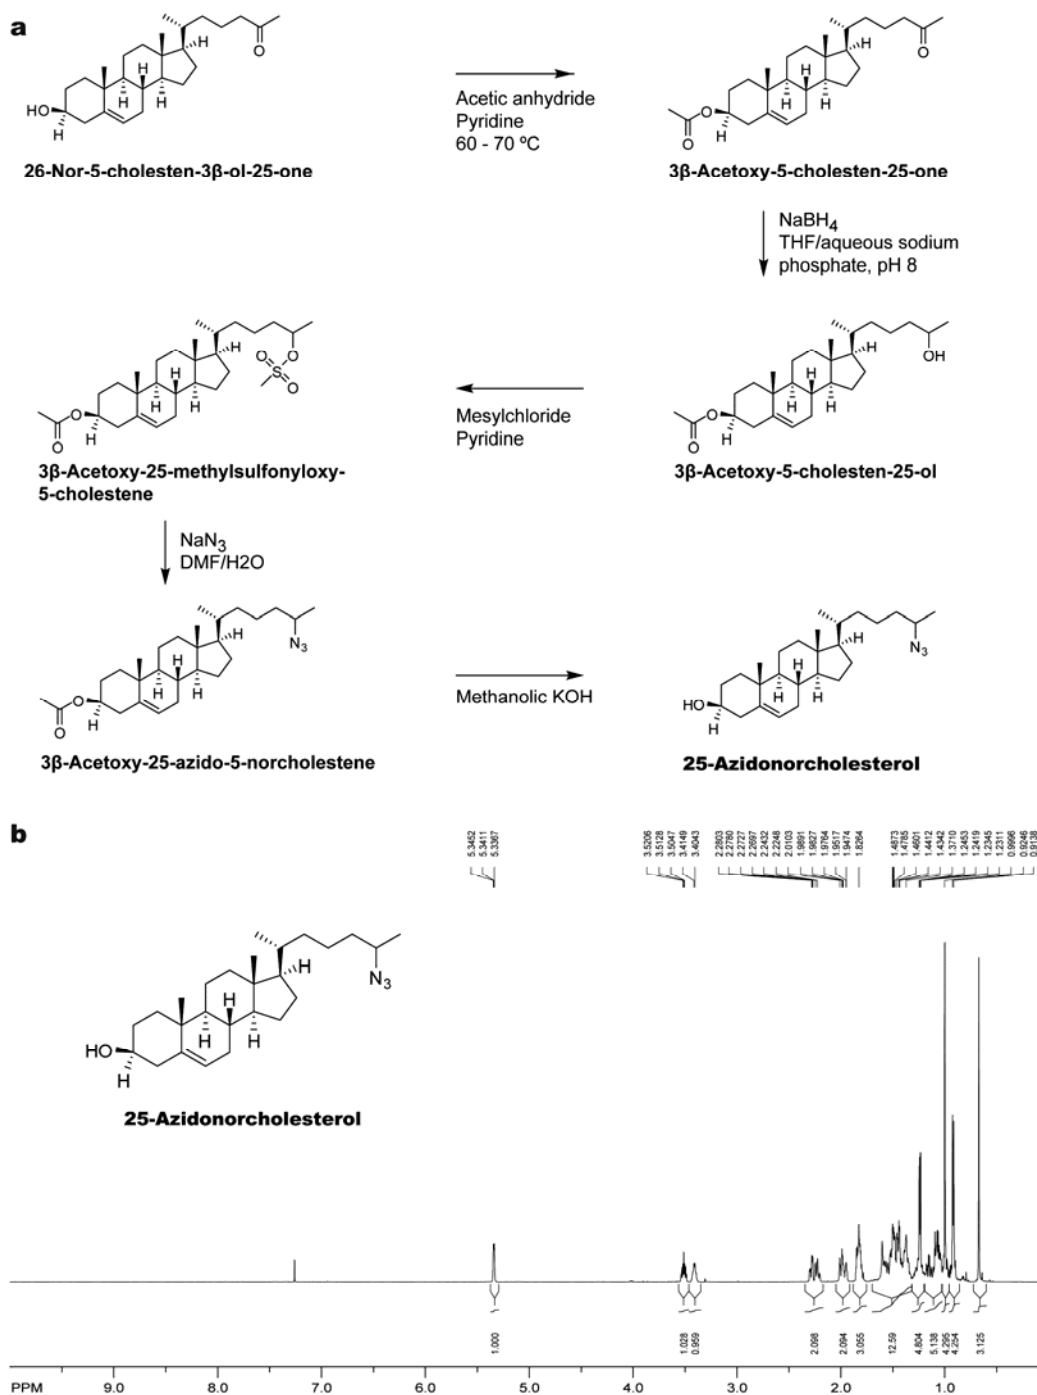 a
HO
H
H
H
H
O
26-Nor-5-cholesten-3β-ol-25-one
Acetic anhydride
Pyridine
60 - 70 ºC
O
O
H
H
H
H
O
3β-Acetoxy-5-cholesten-25-one
NaBH4
THF/aqueous sodium
phosphate, pH 8
O
O
H
H
H
H
OH
3β-Acetoxy-5-cholesten-25-ol
Mesylchloride
Pyridine
O
O
H
H
H
H
O
S
O
O
3β-Acetoxy-25-methylsulfonyloxy-
5-cholestene
NaN3
DMF/H2O
O
O
H
H
H
H
N3
3β-Acetoxy-25-azido-5-norcholestene
Methanolic KOH
HO
H
H
H
H
N3
25-Azidonorcholesterol
b
5.3452
5.3411
5.3367
3.5206
3.5128
3.5047
3.4149
3.4043
2.2803
2.2780
2.2727
2.2697
2.2432
2.2248
2.0103
1.9891
1.9827
1.9764
1.9517
1.9474
1.8264
1.4873
1.4785
1.4601
1.4412
1.4342
1.3710
1.2453
1.2419
1.2345
1.2311
0.9996
0.9246
0.9138
HO
H
H
H
H
N3
25-Azidonorcholesterol
1.000
1.028
0.959
2.098
2.094
3.055
12.59
4.804
5.138
4.295
4.254
3.125
PPM 9.0 8.0 7.0 6.0 5.0 4.0 3.0 2.0 1.0